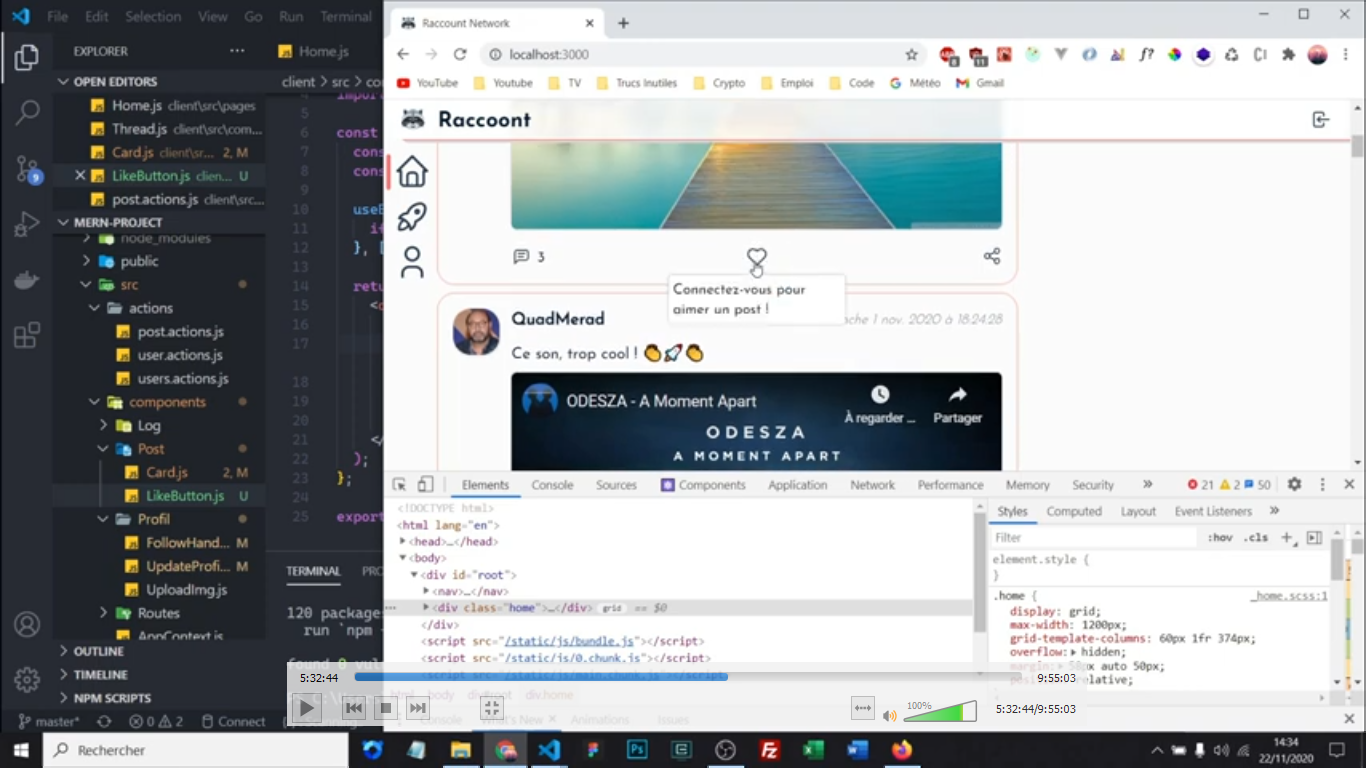 File Edit Selection View Go Run Terminal
Raccount Network
EXPLORER
Home.js
localhost:3000
OPEN EDITORS
client > src > co
YouTube Youtube TV Trucs Inutiles Crypto Emploi Code Météo Gmail
Home.js client\src\pages
Thread.js client\src\com...
Card.js client\sr... 2, M
LikeButton.js clien... U
post.actions.js client\src...
Raccoont
MERN-PROJECT
node_modules
public
src
actions
post.actions.js
user.actions.js
users.actions.js
components
Log
Post
Card.js 2, M
LikeButton.js U
Profil
FollowHand... M
UpdateProfi... M
UploadImg.js
Routes
AppContext.js
OUTLINE
TIMELINE
NPM SCRIPTS
5
6 const
7 cons
8 cons
9
10 useE
11 if
12 }, [
13
14 retu
15 <d
16
17
18
19
20
21 </
22 );
23 };
24
25 expor
TERMINAL PRO
120 package
run `npm
found 0 vul
3
Connectez-vous pour
aimer un post !
QuadMerad
nche 1 nov. 2020 à 18:24:28
Ce son, trop cool ! 👏🚀👏
ODESZA - A Moment Apart
À regarder ... Partager
ODESZA
A MOMENT APART
Elements Console Sources Components Application Network Performance Memory Security » 21 2 50
<!DOCTYPE html>
<html lang="en">
<head>…</head>
<body>
<div id="root">
<nav>…</nav>
<div class="home">…</div> grid == $0
</div>
<script src="/static/js/bundle.js"></script>
<script src="/static/js/0.chunk.js"></script>
<script src="/static/js/main.chunk.js"></script>
html body div#root div.home
Console What's New Animations Issues
Styles Computed Layout Event Listeners »
Filter :hov .cls +
element.style {
}
.home { _home.scss:1
display: grid;
max-width: 1200px;
grid-template-columns: 60px 1fr 374px;
overflow: hidden;
margin: 50px auto 50px;
position: relative;
5:32:44 9:55:03
100%
5:32:44/9:55:03
master* 0 2 Connect
Rechercher
14:34
22/11/2020